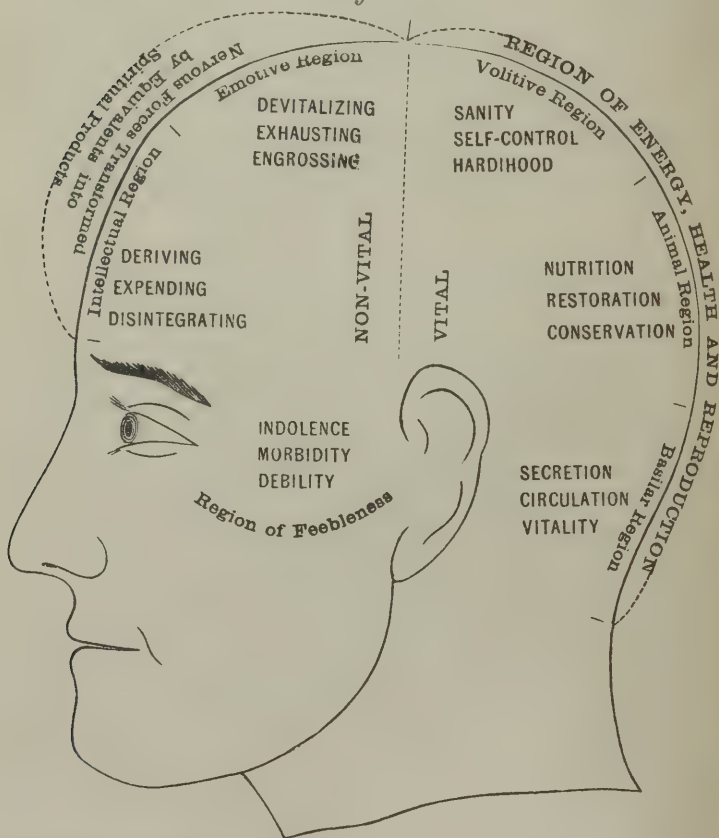 Nervous Forces Transformed
by Equivalents into
Spiritual Products.
Emotive Region
REGION OF ENERGY, HEALTH AND REPRODUCTION
Volitive Region
DEVITALIZING
EXHAUSTING
ENGROSSING
SANITY
SELF-CONTROL
HARDIHOOD
Intellectual Region
DERIVING
EXPENDING
DISINTEGRATING
NON-VITAL
VITAL
Animal Region
NUTRITION
RESTORATION
CONSERVATION
INDOLENCE
MORBIDITY
DEBILITY
Region of Feebleness
SECRETION
CIRCULATION
VITALITY
Basilar Region